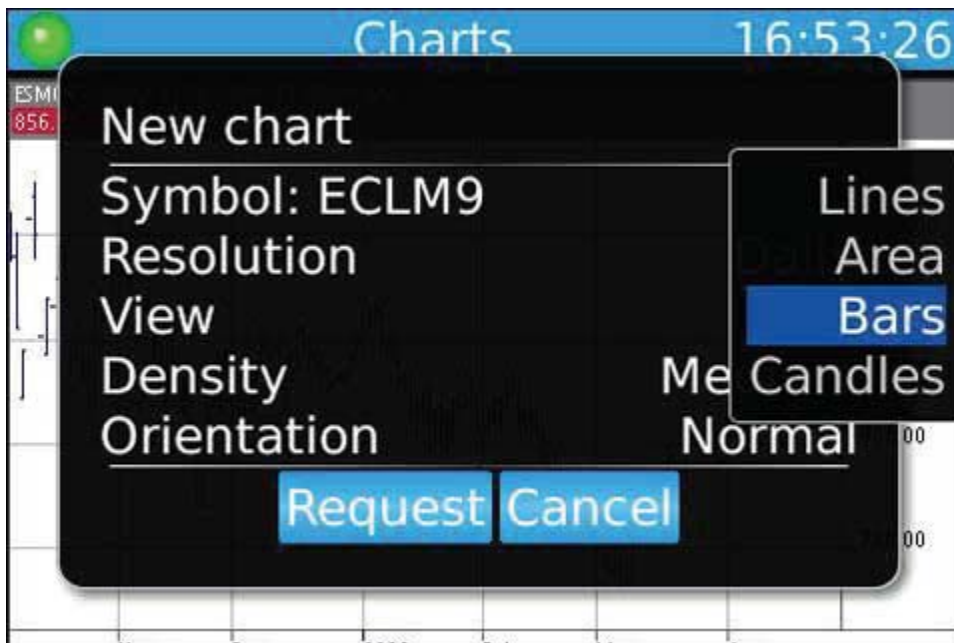 Charts 16:53:26
856.
New chart
Symbol: ECLM9
Resolution
View
Density
Orientation Normal
Lines
Area
Bars
Candles
Request Cancel